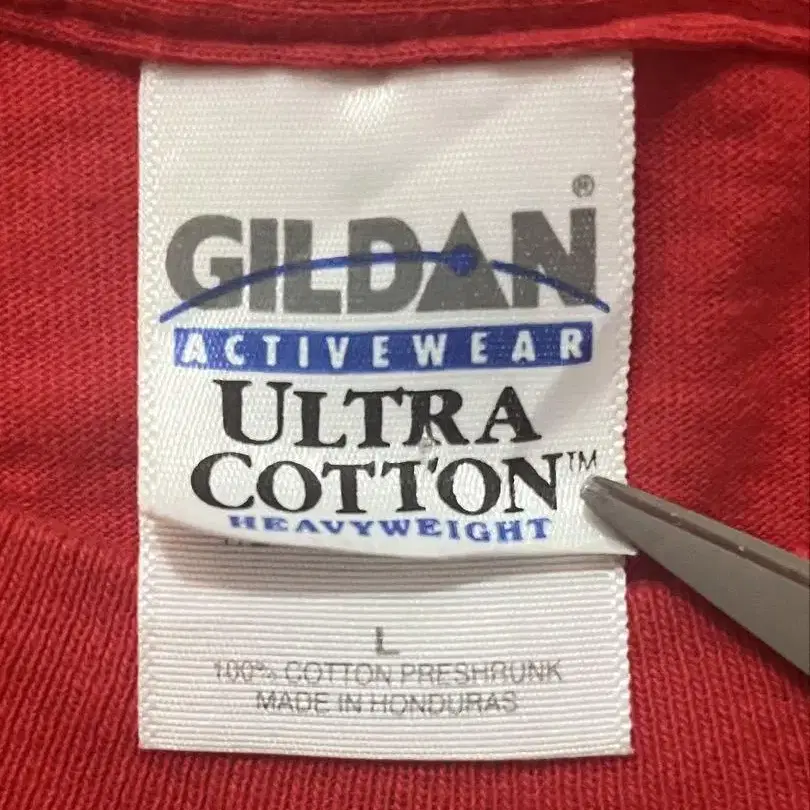 GILDAN®
ACTIVEWEAR
ULTRA
COTTON™
HEAVYWEIGHT
L
100% COTTON PRESHRUNK
MADE IN HONDURAS